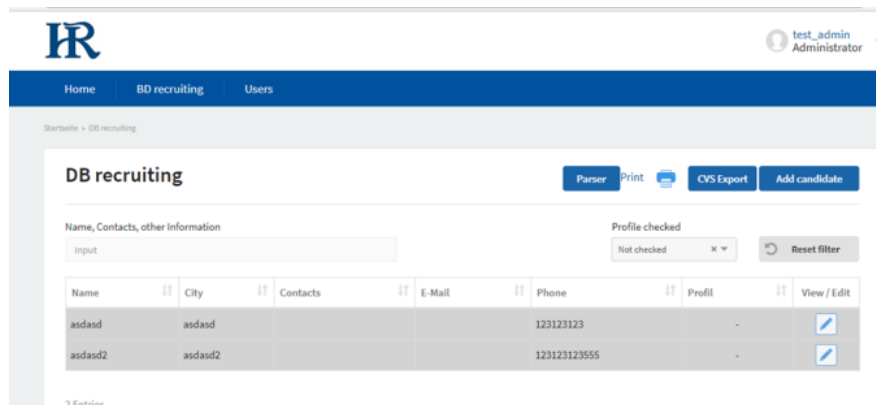 HR
test_admin
Administrator
Home BD recruiting Users
Startseite » DB recruiting
DB recruiting
Parser Print CVS Export Add candidate
Name, Contacts, other Information
Profile checked
Input
Not checked
Reset filter
Name City Contacts E-Mail Phone Profil View / Edit
asdasd asdasd 123123123 -
asdasd2 asdasd2 123123123555 -
2 Entries